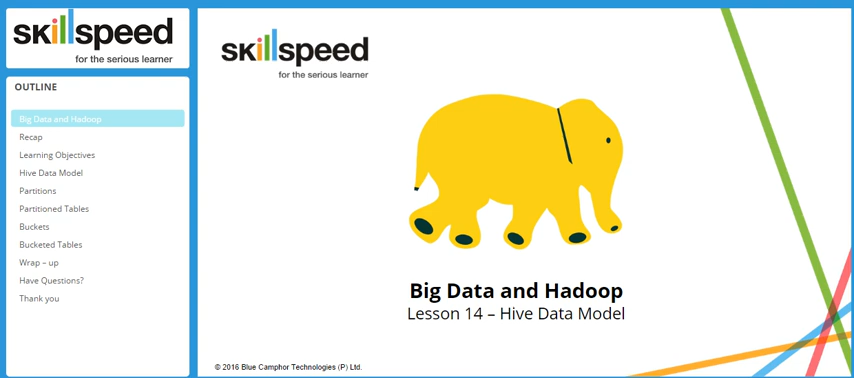 skillspeed
for the serious learner
OUTLINE
Big Data and Hadoop
Recap
Learning Objectives
Hive Data Model
Partitions
Partitioned Tables
Buckets
Bucketed Tables
Wrap – up
Have Questions?
Thank you
skillspeed
for the serious learner
Big Data and Hadoop
Lesson 14 – Hive Data Model
© 2016 Blue Camphor Technologies (P) Ltd.